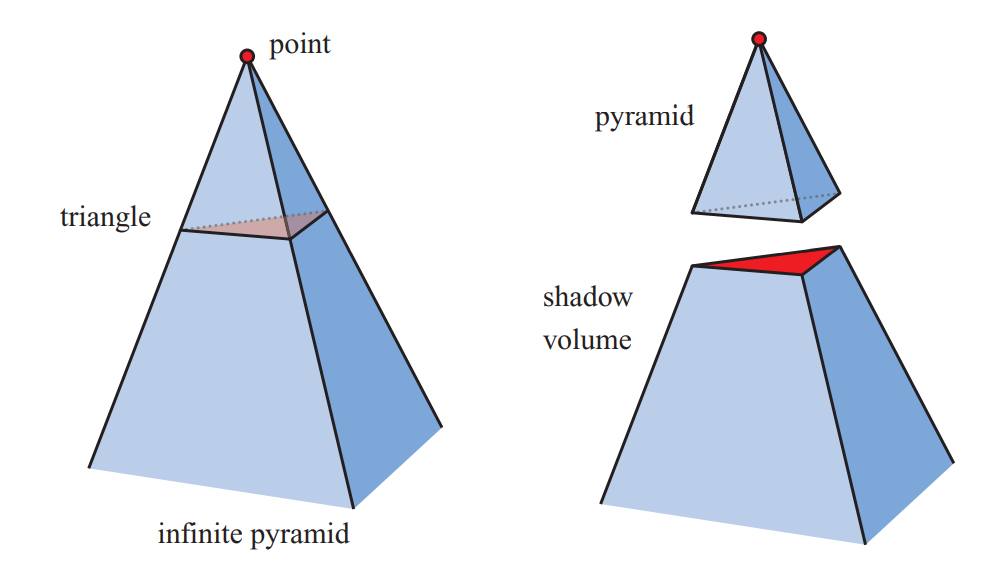 point
triangle
infinite pyramid
pyramid
shadow
volume